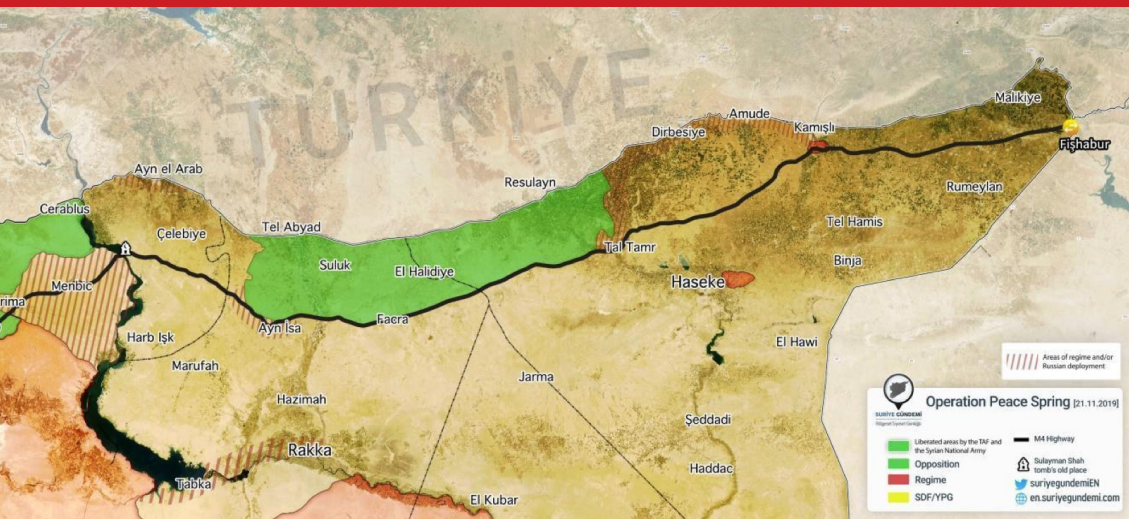 TÜRKİYE
Malikiye
Amude
Kamışlı
Dirbesiye
Fişhabur
Ayn el Arab
Resulayn
Rumeylan
Cerablus
Tel Abyad
Tel Hamis
Çelebiye
Tal Tamr
Suluk
El Halidiye
Binja
Menbic
Haseke
rima
Facra
Ayn İsa
Harb Işk
El Hawi
Marufah
Jarma
Hazimah
Şeddadi
Rakka
Haddac
Tabka
El Kubar
Areas of regime and/or
Russian deployment
SURİYE GÜNDEMİ
Operation Peace Spring [21.11.2019]
Liberated areas by the TAF and
the Syrian National Army
Opposition
Regime
SDF/YPG
M4 Highway
Sulayman Shah
tomb's old place
suriyegundemiEN
en.suriyegundemi.com